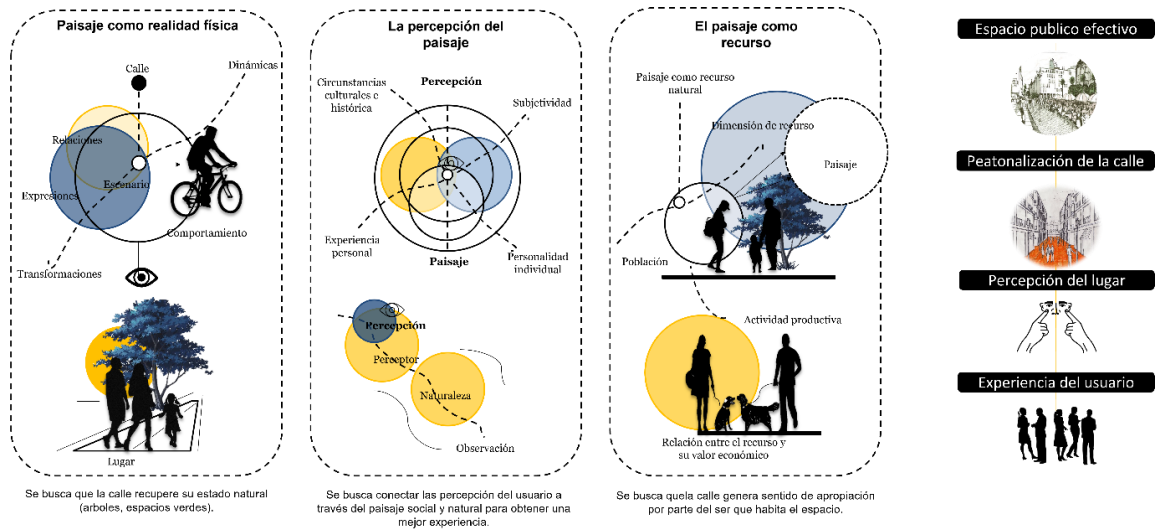 Paisaje como realidad física
Calle
Dinámicas
Relaciones
Escenario
Expresiones
Comportamiento
Transformaciones
Lugar
Se busca que la calle recupere su estado natural
(arboles, espacios verdes).
La percepción del
paisaje
Circunstancias
culturales e
histórica
Percepción
Subjetividad
Experiencia
personal
Paisaje
Personalidad
individual
Percepción
Perceptor
Naturaleza
Observación
Se busca conectar las percepción del usuario a
través del paisaje social y natural para obtener una
mejor experiencia.
El paisaje como
recurso
Paisaje como recurso
natural
Dimensión de recurso
Paisaje
Población
Actividad productiva
Relación entre el recurso y
su valor económico
Se busca quela calle genera sentido de apropiación
por parte del ser que habita el espacio.
Espacio publico efectivo
Peatonalización de la calle
Percepción del lugar
Experiencia del usuario